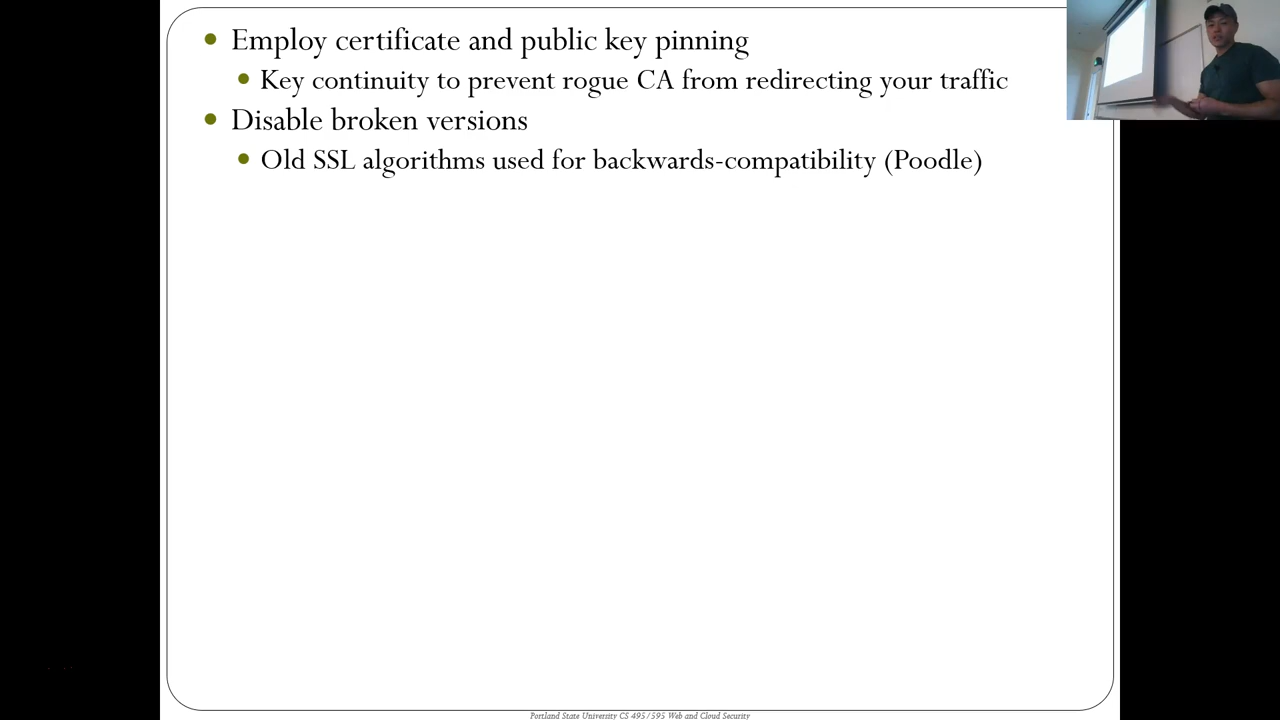 Employ certificate and public key pinning
Key continuity to prevent rogue CA from redirecting your traffic
Disable broken versions
Old SSL algorithms used for backwards-compatibility (Poodle)
Portland State University CS 495/595 Web and Cloud Security